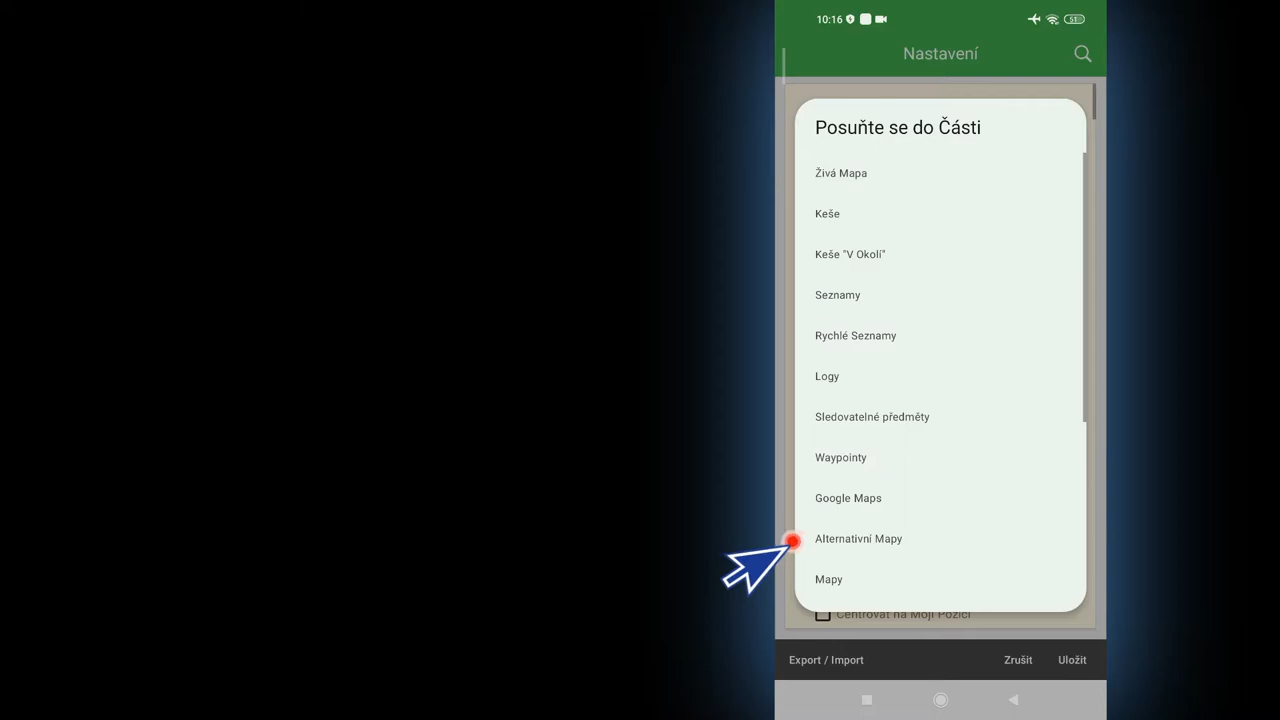 10:16
51
Nastavení
Posuňte se do Části
Živá Mapa
Keše
Keše "V Okolí"
Seznamy
Rychlé Seznamy
Logy
Sledovatelné předměty
Waypointy
Google Maps
Alternativní Mapy
Mapy
Centrovat na Moji Pozici
Export / Import
Zrušit
Uložit